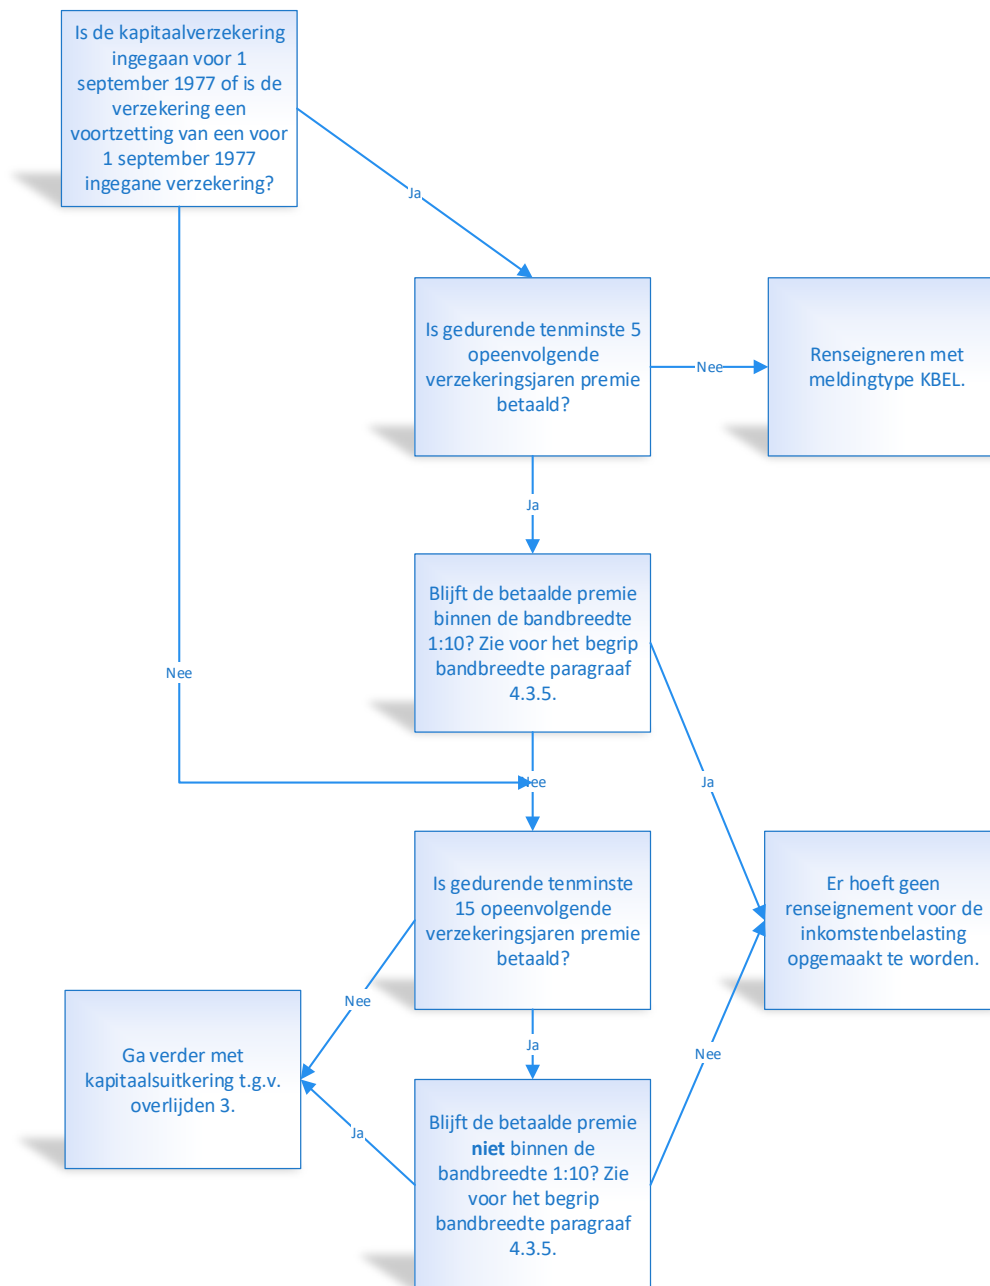 Is de kapitaalverzekering
ingegaan voor 1
september 1977 of is de
verzekering een
voortzetting van een voor
1 september 1977
ingegane verzekering?
Ja
Is gedurende tenminste 5
opeenvolgende
verzekeringsjaren premie
betaald?
Nee
Renseigneren met
meldingtype KBEL.
Ja
Blijft de betaalde premie
binnen de bandbreedte
1:10? Zie voor het begrip
bandbreedte paragraaf
4.3.5.
Nee
Nee
Ja
Is gedurende tenminste
15 opeenvolgende
verzekeringsjaren premie
betaald?
Er hoeft geen
renseignement voor de
inkomstenbelasting
opgemaakt te worden.
Nee
Ja
Nee
Ga verder met
kapitaalsuitkering t.g.v.
overlijden 3.
Ja
Blijft de betaalde premie
niet binnen de
bandbreedte 1:10? Zie
voor het begrip
bandbreedte paragraaf
4.3.5.